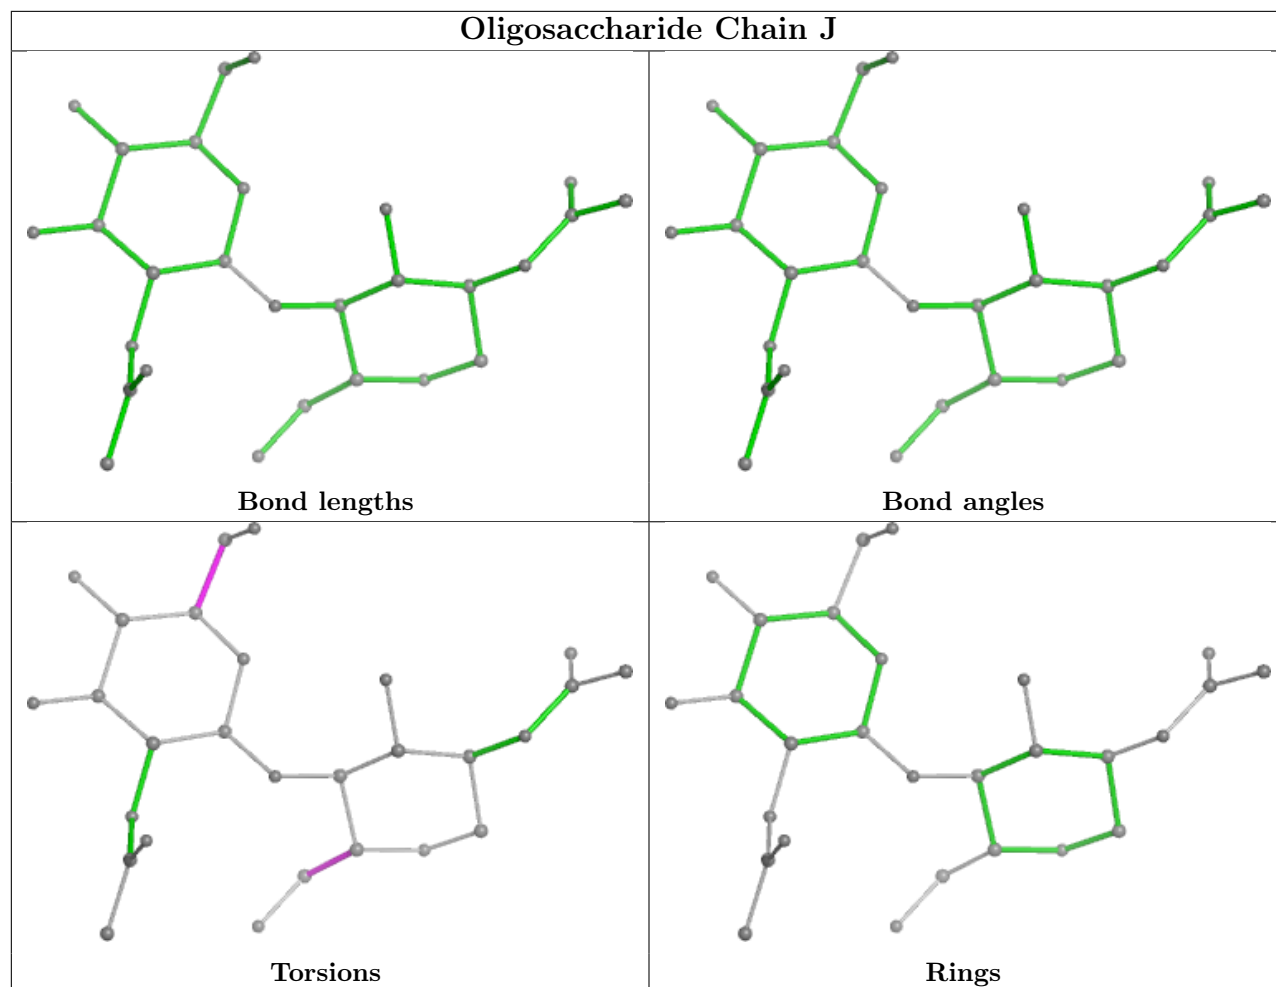 Oligosaccharide Chain J
Bond lengths
Bond angles
Torsions
Rings